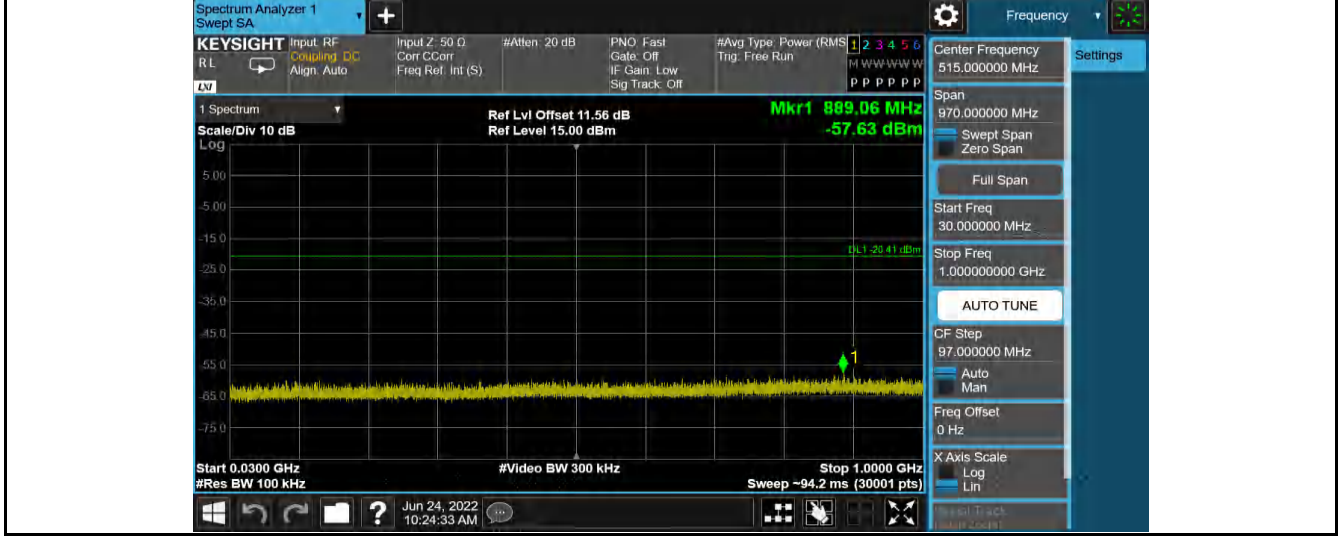 Spectrum Analyzer 1
Swept SA
Frequency
KEYSIGHT
RL
LXI
Input: RF
Coupling: DC
Align: Auto
Input Z: 50 Ω
Corr CCorr
Freq Ref: Int (S)
#Atten: 20 dB
PNO: Fast
Gate: Off
IF Gain: Low
Sig Track: Off
#Avg Type: Power (RMS
Trig: Free Run
1 2 3 4 5 6
M W W W W W
P P P P P P
1 Spectrum
Scale/Div 10 dB
Log
Ref Lvl Offset 11.56 dB
Ref Level 15.00 dBm
Mkr1 889.06 MHz
-57.63 dBm
5.00
-5.00
-15.0
DL1 -20.41 dBm
-25.0
-35.0
-45.0
1
-55.0
-65.0
-75.0
Start 0.0300 GHz
#Video BW 300 kHz
Stop 1.0000 GHz
#Res BW 100 kHz
Sweep ~94.2 ms (30001 pts)
Jun 24, 2022
10:24:33 AM
Center Frequency
515.000000 MHz
Settings
Span
970.000000 MHz
Swept Span
Zero Span
Full Span
Start Freq
30.000000 MHz
Stop Freq
1.000000000 GHz
AUTO TUNE
CF Step
97.000000 MHz
Auto
Man
Freq Offset
0 Hz
X Axis Scale
Log
Lin